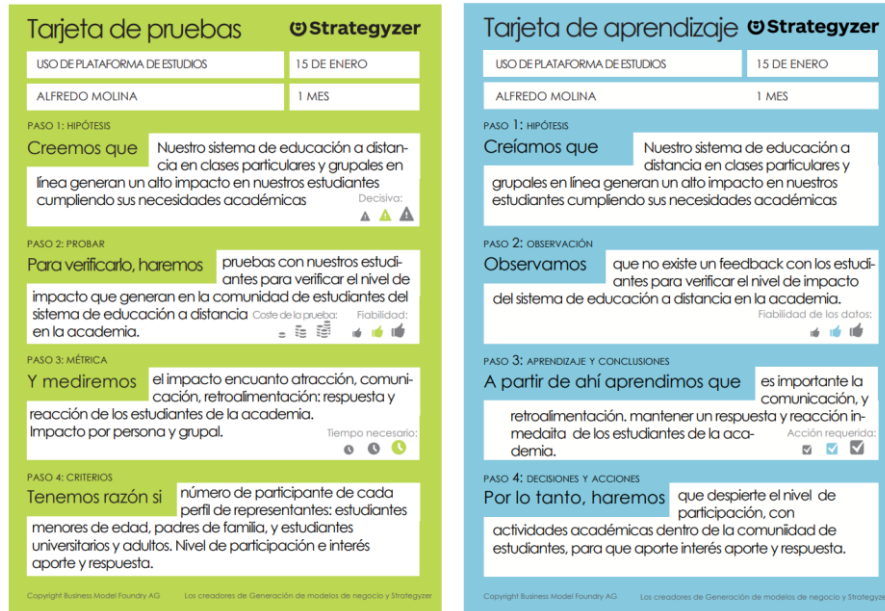 Tarjeta de pruebas
Strategyzer
USO DE PLATAFORMA DE ESTUDIOS
15 DE ENERO
ALFREDO MOLINA
1 MES
PASO 1: HIPÓTESIS
Creemos que
Nuestro sistema de educación a distan-
cia en clases particulares y grupales en
línea generan un alto impacto en nuestros estudiantes
cumpliendo sus necesidades académicas
Decisiva:
PASO 2: PROBAR
Para verificarlo, haremos
pruebas con nuestros estudi-
antes para verificar el nivel de
impacto que generan en la comunidad de estudiantes del
sistema de educación a distancia
Coste de la prueba:
Fiabilidad:
en la academia.
PASO 3: MÉTRICA
Y mediremos
el impacto encuanto atracción, comuni-
cación, retroalimentación: respuesta y
reacción de los estudiantes de la academia.
Impacto por persona y grupal.
Tiempo necesario:
PASO 4: CRITERIOS
Tenemos razón si
número de participante de cada
perfil de representantes: estudiantes
menores de edad, padres de familia, y estudiantes
universitarios y adultos. Nivel de participación e interés
aporte y respuesta.
Copyright Business Model Foundry AG
Los creadores de Generación de modelos de negocio y Strategyzer
Tarjeta de aprendizaje
Strategyzer
USO DE PLATAFORMA DE ESTUDIOS
15 DE ENERO
ALFREDO MOLINA
1 MES
PASO 1: HIPÓTESIS
Creíamos que
Nuestro sistema de educación a
distancia en clases particulares y
grupales en línea generan un alto impacto en nuestros
estudiantes cumpliendo sus necesidades académicas
PASO 2: OBSERVACIÓN
Observamos
que no existe un feedback con los estudi-
antes para verificar el nivel de impacto
del sistema de educación a distancia en la academia.
Fiabilidad de los datos:
PASO 3: APRENDIZAJE Y CONCLUSIONES
A partir de ahí aprendimos que
es importante la
comunicación, y
retroalimentación. mantener un respuesta y reacción in-
medaita de los estudiantes de la aca-
demia.
Acción requerida:
PASO 4: DECISIONES Y ACCIONES
Por lo tanto, haremos
que despierte el nivel de
participación, con
actividades académicas dentro de la comuniidad de
estudiantes, para que aporte interés aporte y respuesta.
Copyright Business Model Foundry AG
Los creadores de Generación de modelos de negocio y Strategyzer